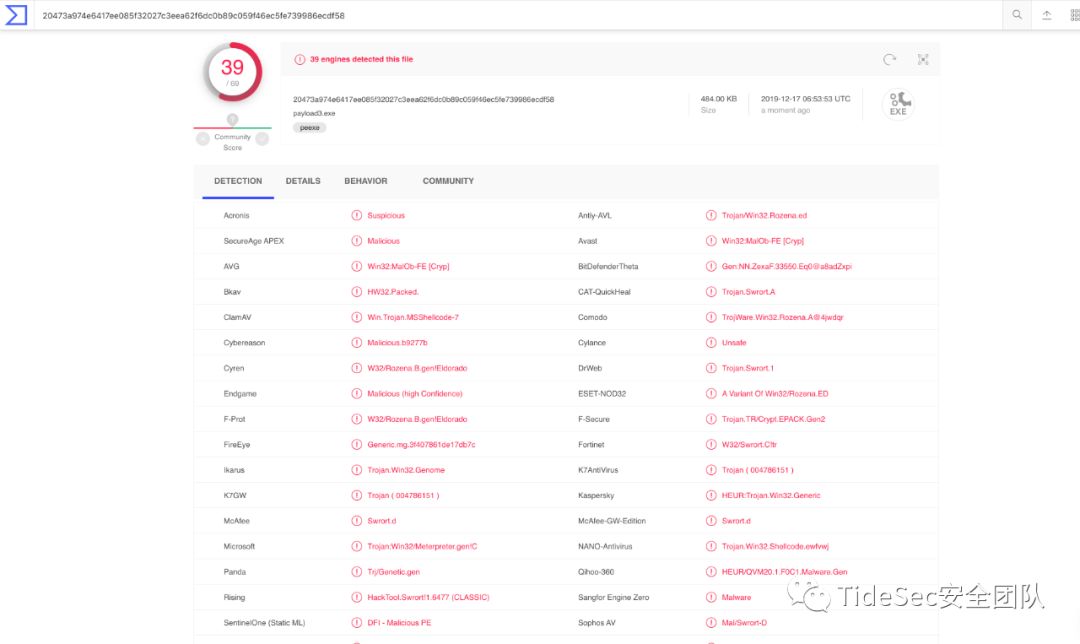 20473a974e6417ee085f32027c3eea62f6dc0b89c059f46ec5fe739986ecdf58
39
/ 69
Community
Score
39 engines detected this file
20473a974e6417ee085f32027c3eea62f6dc0b89c059f46ec5fe739986ecdf58
payload3.exe
peexe
484.00 KB
Size
2019-12-17 06:53:53 UTC
a moment ago
EXE
DETECTION DETAILS BEHAVIOR COMMUNITY
Acronis Suspicious Antiy-AVL Trojan/Win32.Rozena.ed
SecureAge APEX Malicious Avast Win32:MalOb-FE [Cryp]
AVG Win32:MalOb-FE [Cryp] BitDefenderTheta Gen:NN.ZexaF.33550.Eq0@a8adZxpi
Bkav HW32.Packed. CAT-QuickHeal Trojan.Swrort.A
ClamAV Win.Trojan.MSShellcode-7 Comodo TrojWare.Win32.Rozena.A@4jwdqr
Cybereason Malicious.b9277b Cylance Unsafe
Cyren W32/Rozena.B.gen!Eldorado DrWeb Trojan.Swrort.1
Endgame Malicious (high Confidence) ESET-NOD32 A Variant Of Win32/Rozena.ED
F-Prot W32/Rozena.B.gen!Eldorado F-Secure Trojan.TR/Crypt.EPACK.Gen2
FireEye Generic.mg.3f407861de17db7c Fortinet W32/Swrort.C!tr
Ikarus Trojan.Win32.Genome K7AntiVirus Trojan ( 004786151 )
K7GW Trojan ( 004786151 ) Kaspersky HEUR:Trojan.Win32.Generic
McAfee Swrort.d McAfee-GW-Edition Swrort.d
Microsoft Trojan:Win32/Meterpreter.gen!C NANO-Antivirus Trojan.Win32.Shellcode.ewfvwj
Panda Trj/Genetic.gen Qihoo-360 HEUR/QVM20.1.F0C1.Malware.Gen
Rising HackTool.Swrort!1.6477 (CLASSIC) Sangfor Engine Zero Malware
SentinelOne (Static ML) DFI - Malicious PE Sophos AV Mal/Swrort-D
TideSec安全团队